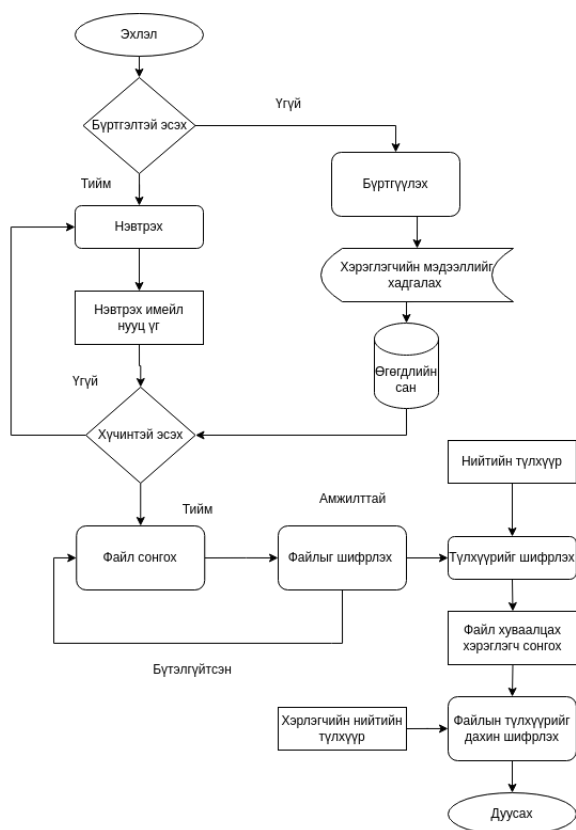 Эхлэл
Үгүй
Бүртгэлтэй эсэх
Тийм
Бүртгүүлэх
Нэвтрэх
Хэрэглэгчийн мэдээллийг
хадгалах
Нэвтрэх имейл
нууц үг
Өгөгдлийн
сан
Үгүй
Хүчинтэй эсэх
Нийтийн түлхүүр
Тийм
Амжилттай
Файл сонгох
Файлыг шифрлэх
Түлхүүрийг шифрлэх
Файл хуваалцах
хэрэглэгч сонгох
Бүтэлгүйтсэн
Хэрлэгчийн нийтийн
түлхүүр
Файлын түлхүүрийг
дахин шифрлэх
Дуусах